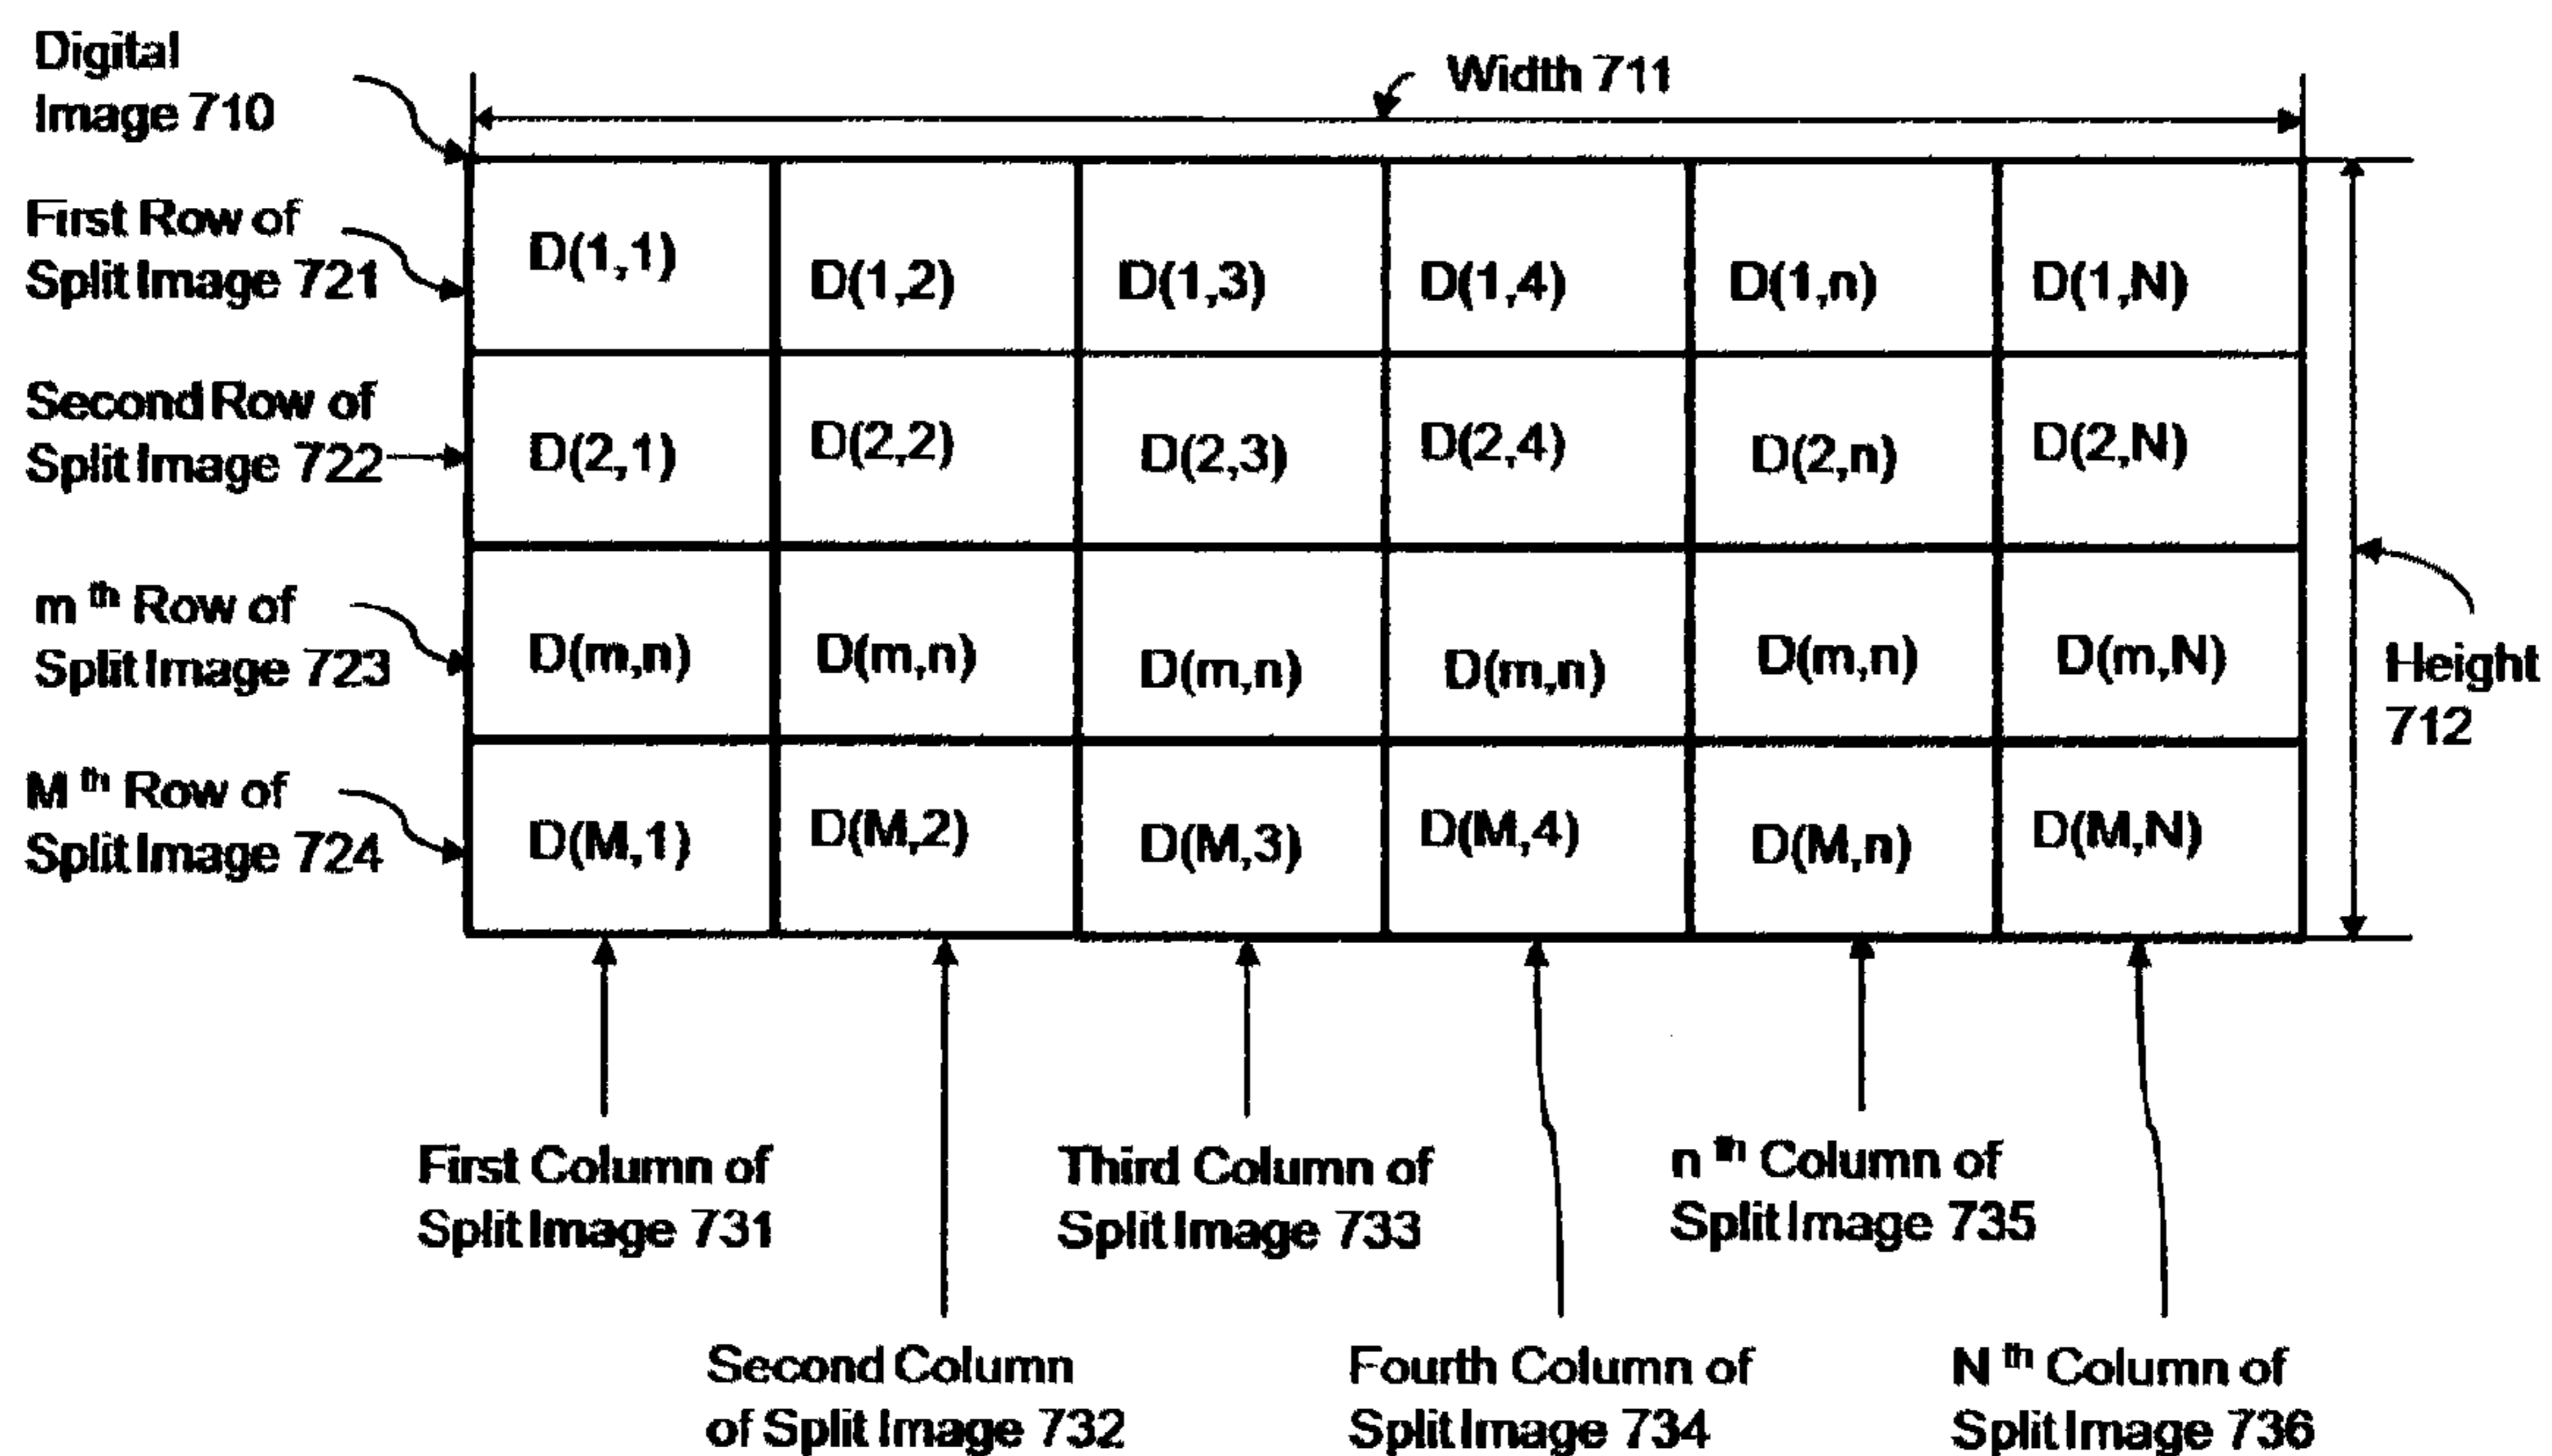 Digital
Image 710
Width 711
First Row of
Split Image 721
D(1,1) D(1,2) D(1,3) D(1,4) D(1,n) D(1,N)
Second Row of
Split Image 722
D(2,1) D(2,2) D(2,3) D(2,4) D(2,n) D(2,N)
m th Row of
Split Image 723
D(m,n) D(m,n) D(m,n) D(m,n) D(m,n) D(m,N)
Height
712
M th Row of
Split Image 724
D(M,1) D(M,2) D(M,3) D(M,4) D(M,n) D(M,N)
First Column of
Split Image 731
Third Column of
Split Image 733
n th Column of
Split Image 735
Second Column
of Split Image 732
Fourth Column of
Split Image 734
N th Column of
Split Image 736